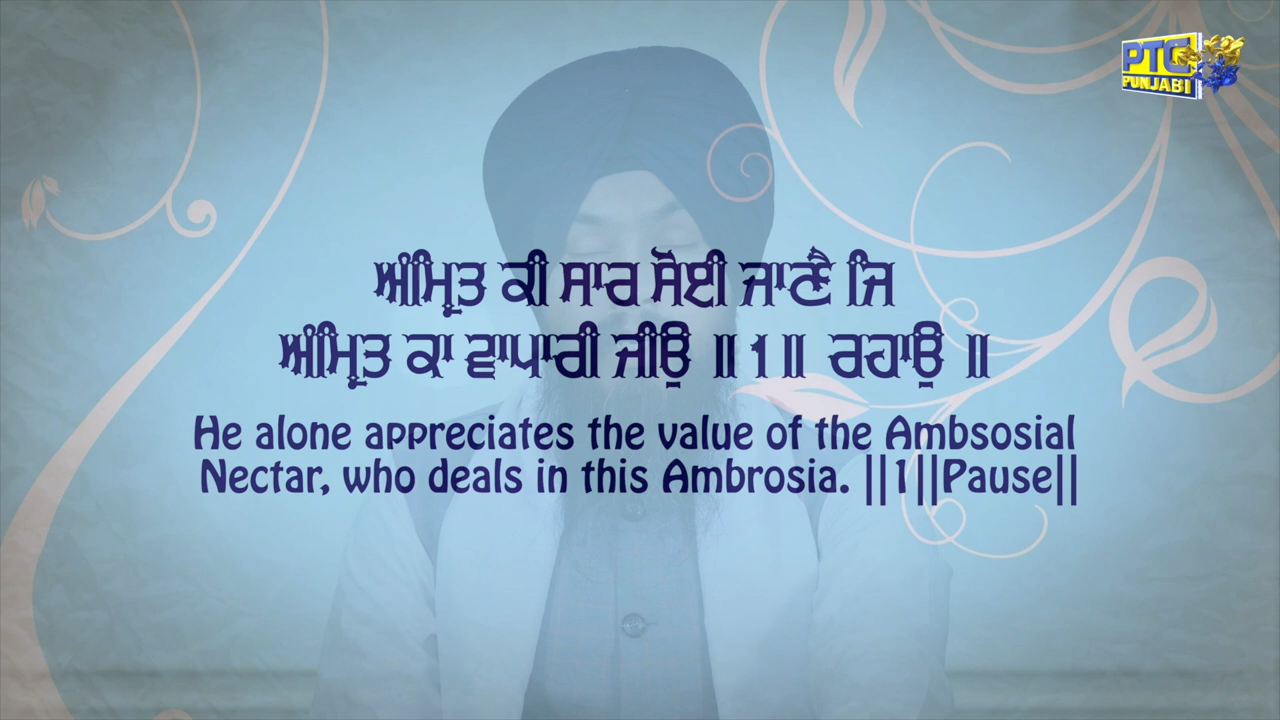 PTC
PUNJABI
ਅੰਮ੍ਰਿਤ ਕੀ ਸਾਰ ਸੋਈ ਜਾਣੈ ਜਿ
ਅੰਮ੍ਰਿਤ ਕਾ ਵਾਪਾਰੀ ਜੀਉ ॥ 1 ॥ ਰਹਾਉ ॥
He alone appreciates the value of the Ambsosial
Nectar, who deals in this Ambrosia. ||1||Pause||